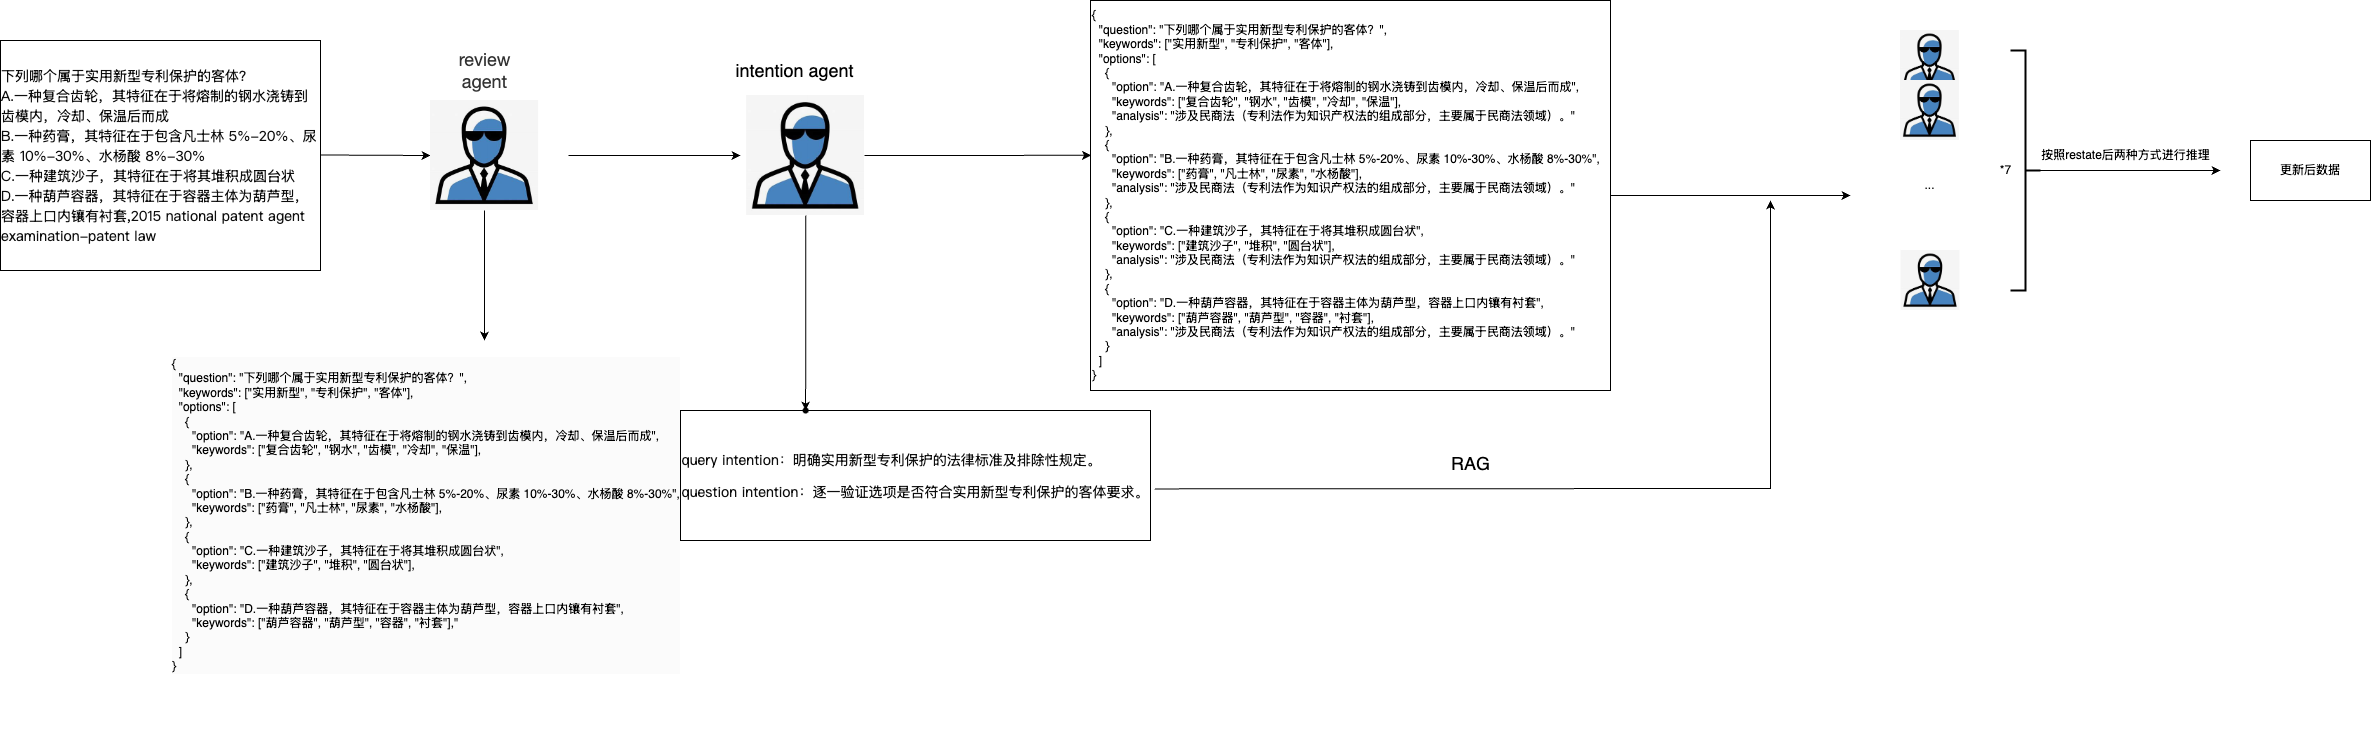 下列哪个属于实用新型专利保护的客体?
A.一种复合齿轮，其特征在于将熔制的钢水浇铸到
齿模内，冷却、保温后而成
B.一种药膏，其特征在于包含凡士林 5%–20%、尿
素 10%–30%、水杨酸 8%–30%
C.一种建筑沙子，其特征在于将其堆积成圆台状
D.一种葫芦容器，其特征在于容器主体为葫芦型，
容器上口内镶有衬套,2015 national patent agent
examination–patent law
review
agent
intention agent
{
"question": "下列哪个属于实用新型专利保护的客体？",
"keywords": ["实用新型", "专利保护", "客体"],
"options": [
{
"option": "A.一种复合齿轮，其特征在于将熔制的钢水浇铸到齿模内，冷却、保温后而成",
"keywords": ["复合齿轮", "钢水", "齿模", "冷却", "保温"],
},
{
"option": "B.一种药膏，其特征在于包含凡士林 5%-20%、尿素 10%-30%、水杨酸 8%-30%",
"keywords": ["药膏", "凡士林", "尿素", "水杨酸"],
},
{
"option": "C.一种建筑沙子，其特征在于将其堆积成圆台状",
"keywords": ["建筑沙子", "堆积", "圆台状"],
},
{
"option": "D.一种葫芦容器，其特征在于容器主体为葫芦型，容器上口内镶有衬套",
"keywords": ["葫芦容器", "葫芦型", "容器", "衬套"],"
}
]
}
query intention：明确实用新型专利保护的法律标准及排除性规定。
question intention：逐一验证选项是否符合实用新型专利保护的客体要求。
{
"question": "下列哪个属于实用新型专利保护的客体？",
"keywords": ["实用新型", "专利保护", "客体"],
"options": [
{
"option": "A.一种复合齿轮，其特征在于将熔制的钢水浇铸到齿模内，冷却、保温后而成",
"keywords": ["复合齿轮", "钢水", "齿模", "冷却", "保温"],
"analysis": "涉及民商法（专利法作为知识产权法的组成部分，主要属于民商法领域）。"
},
{
"option": "B.一种药膏，其特征在于包含凡士林 5%-20%、尿素 10%-30%、水杨酸 8%-30%",
"keywords": ["药膏", "凡士林", "尿素", "水杨酸"],
"analysis": "涉及民商法（专利法作为知识产权法的组成部分，主要属于民商法领域）。"
},
{
"option": "C.一种建筑沙子，其特征在于将其堆积成圆台状",
"keywords": ["建筑沙子", "堆积", "圆台状"],
"analysis": "涉及民商法（专利法作为知识产权法的组成部分，主要属于民商法领域）。"
},
{
"option": "D.一种葫芦容器，其特征在于容器主体为葫芦型，容器上口内镶有衬套",
"keywords": ["葫芦容器", "葫芦型", "容器", "衬套"],
"analysis": "涉及民商法（专利法作为知识产权法的组成部分，主要属于民商法领域）。"
}
]
}
RAG
...
*7
按照restate后两种方式进行推理
更新后数据